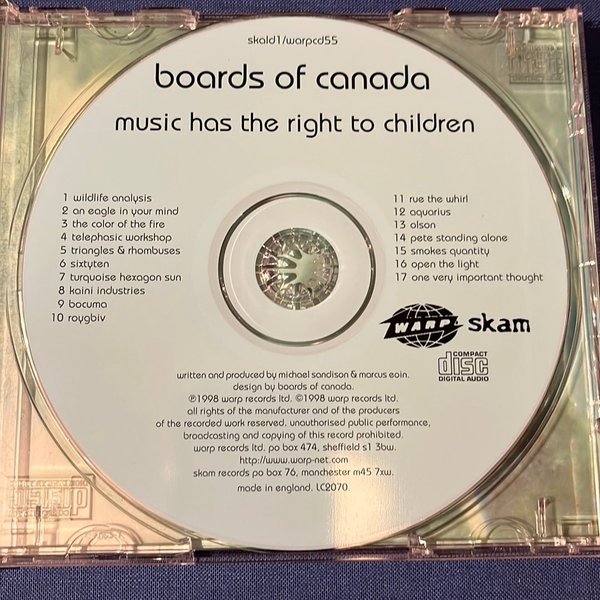 skald1/warpcd55
boards of canada
music has the right to children
1 wildlife analysis
2 an eagle in your mind
3 the color of the fire
4 telephasic workshop
5 triangles & rhombuses
6 sixtyten
7 turquoise hexagon sun
8 kaini industries
9 bocuma
10 roygbiv
11 rue the whirl
12 aquarius
13 olson
14 pete standing alone
15 smokes quantity
16 open the light
17 one very important thought
WARP skam
COMPACT
disc
DIGITAL AUDIO
written and produced by michael sandison & marcus eoin.
design by boards of canada.
℗1998 warp records ltd. ©1998 warp records ltd.
all rights of the manufacturer and of the producers
of the recorded work reserved. unauthorised public performance,
broadcasting and copying of this record prohibited.
warp records ltd. po box 474, sheffield s1 3bw.
http://www.warp-net.com
skam records po box 76, manchester m45 7xw.
made in england. LC2070.